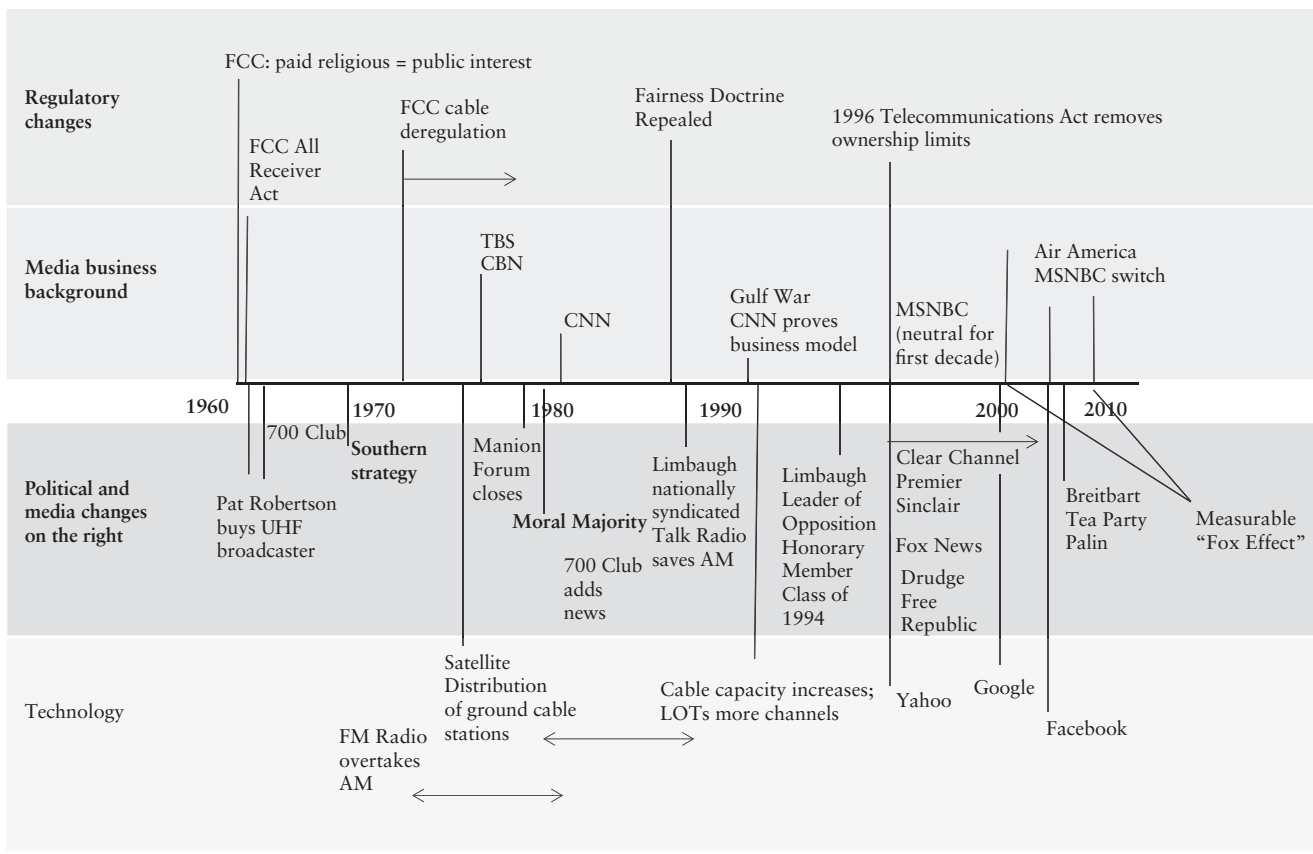 FCC: paid religious = public interest
Regulatory
changes
FCC All
Receiver
Act
FCC cable
deregulation
Fairness Doctrine
Repealed
1996 Telecommunications Act removes
ownership limits
Media business
background
TBS
CBN
CNN
Gulf War
CNN proves
business model
MSNBC
(neutral for
first decade)
Air America
MSNBC switch
1960
1970
1980
1990
2000
2010
Political and
media changes
on the right
Pat Robertson
buys UHF
broadcaster
700 Club
Southern
strategy
Manion
Forum
closes
Moral Majority
700 Club
adds
news
Limbaugh
nationally
syndicated
Talk Radio
saves AM
Limbaugh
Leader of
Opposition
Honorary
Member
Class of
1994
Clear Channel
Premier
Sinclair
Fox News
Drudge
Free
Republic
Breitbart
Tea Party
Palin
Measurable
“Fox Effect”
Technology
FM Radio
overtakes
AM
Satellite
Distribution
of ground cable
stations
Cable capacity increases;
LOTs more channels
Yahoo
Google
Facebook